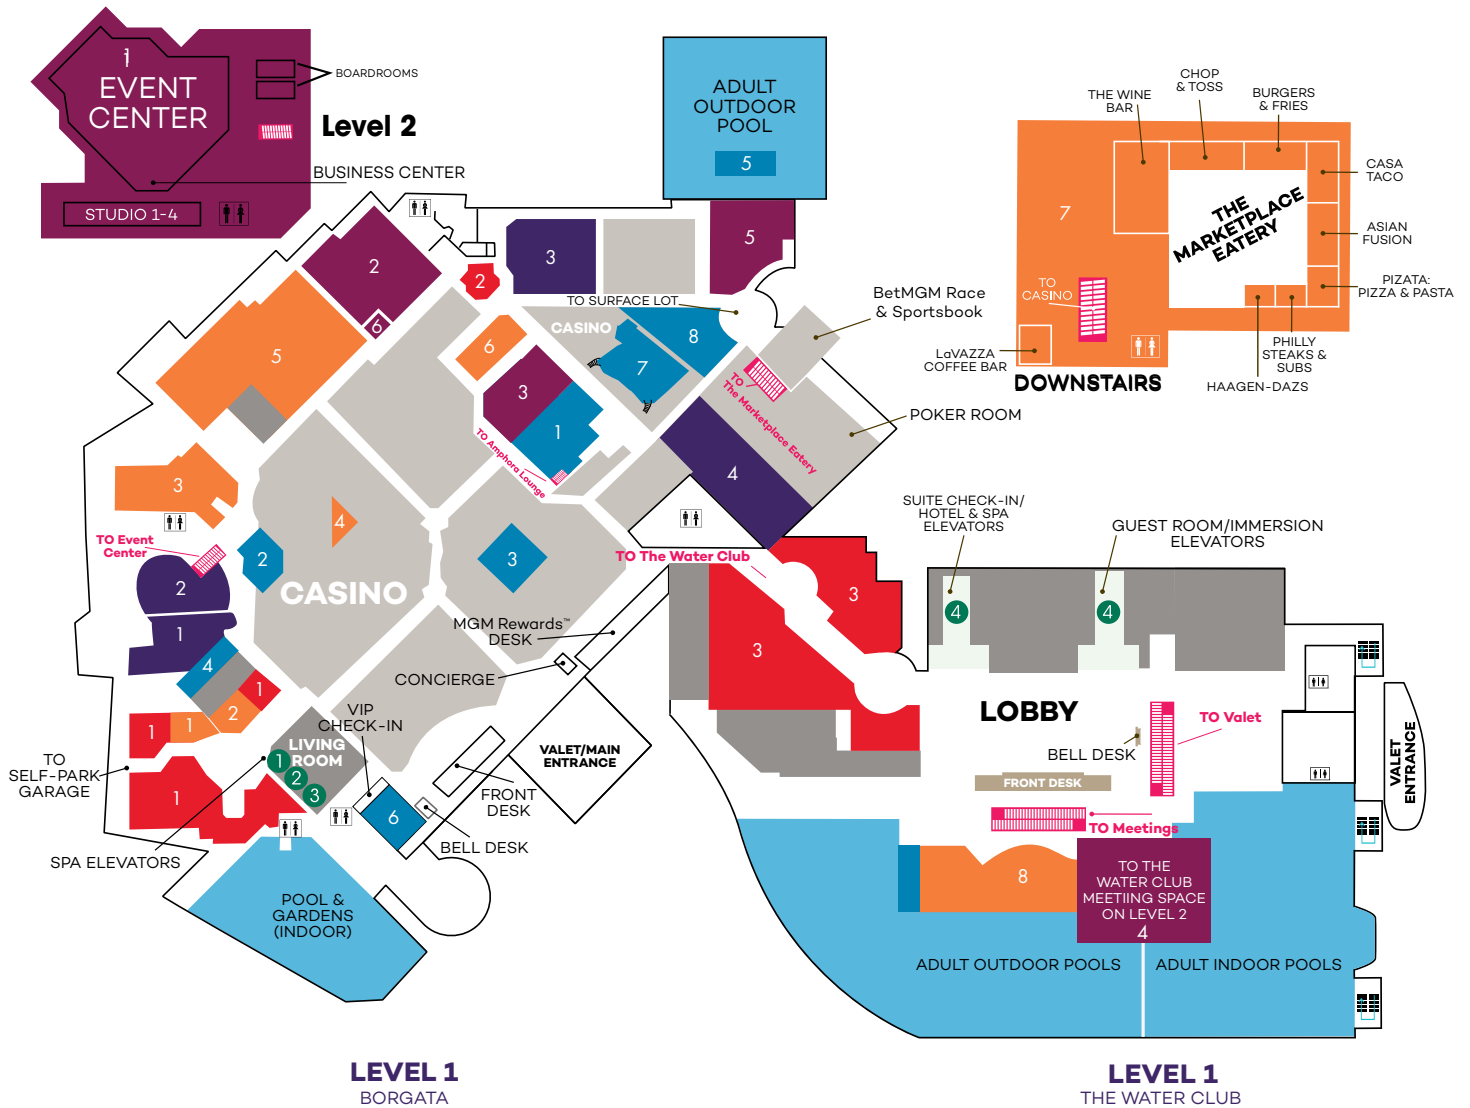 1
EVENT
CENTER
BOARDROOMS
Level 2
BUSINESS CENTER
STUDIO 1-4
ADULT
OUTDOOR
POOL
5
THE WINE
BAR
CHOP
& TOSS
BURGERS
& FRIES
CASA
TACO
ASIAN
FUSION
PIZATA:
PIZZA & PASTA
PHILLY
STEAKS &
SUBS
HAAGEN-DAZS
THE
MARKETPLACE
EATERY
7
TO
CASINO
LaVAZZA
COFFEE BAR
DOWNSTAIRS
2
6
2
3
5
TO SURFACE LOT
BetMGM Race
& Sportsbook
CASINO
8
7
5
6
3
1
TO Amphora Lounge
TO
The Marketplace Eatery
POKER ROOM
4
3
TO Event
Center
2
4
2
CASINO
3
1
4
1
2
1
1
1
TO
SELF-PARK
GARAGE
SPA ELEVATORS
LIVING
ROOM
1
2
3
VIP
CHECK-IN
6
MGM Rewards™
DESK
CONCIERGE
VALET/MAIN
ENTRANCE
FRONT
DESK
BELL DESK
POOL &
GARDENS
(INDOOR)
TO The Water Club
3
3
SUITE CHECK-IN/
HOTEL & SPA
ELEVATORS
GUEST ROOM/IMMERSION
ELEVATORS
4
4
LOBBY
TO Valet
BELL DESK
FRONT DESK
TO Meetings
VALET
ENTRANCE
8
TO THE
WATER CLUB
MEETIING SPACE
ON LEVEL 2
4
ADULT OUTDOOR POOLS
ADULT INDOOR POOLS
LEVEL 1
BORGATA
LEVEL 1
THE WATER CLUB